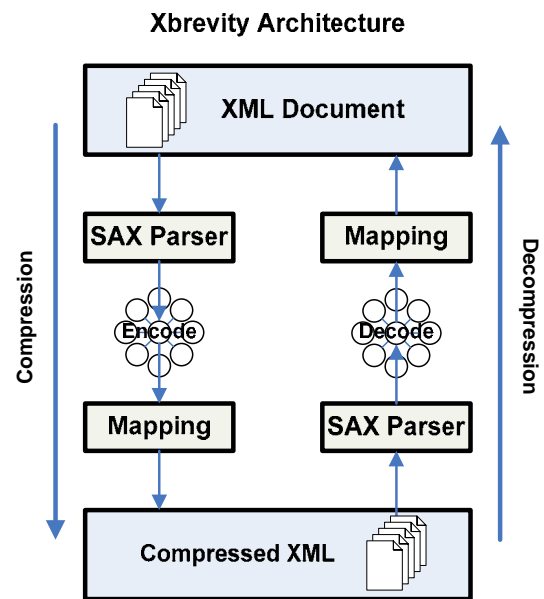 Xbrevity Architecture
XML Document
Compression
SAX Parser
Encode
Mapping
Mapping
Decode
SAX Parser
Decompression
Compressed XML